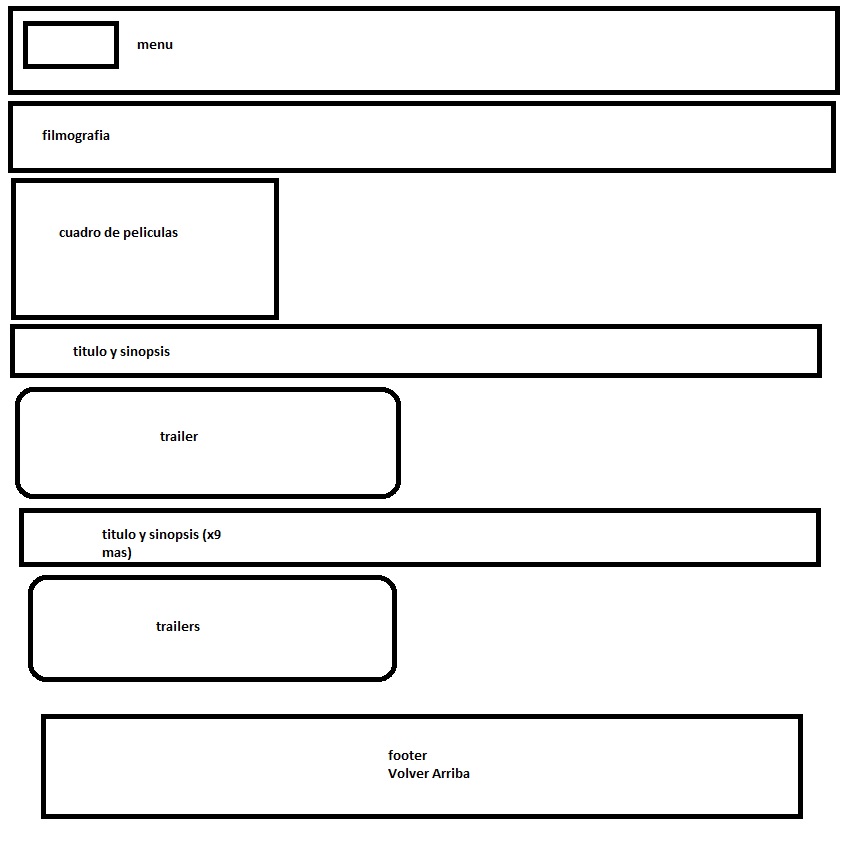 menu
filmografia
cuadro de peliculas
titulo y sinopsis
trailer
titulo y sinopsis (x9
mas)
trailers
footer
Volver Arriba